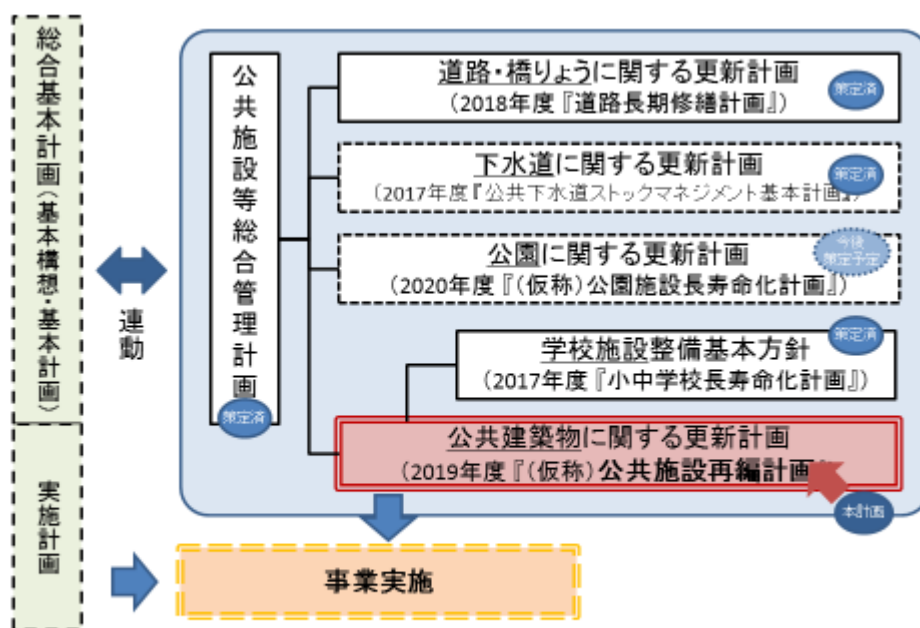 総合基本計画(基本構想・基本計画)
実施計画
連動
公共施設等総合管理計画
策定済
道路・橋りょうに関する更新計画
(2018年度『道路長期修繕計画』)
策定済
下水道に関する更新計画
(2017年度『公共下水道ストックマネジメント基本計画』)
策定済
公園に関する更新計画
(2020年度『(仮称)公園施設長寿命化計画』)
今後
策定予定
学校施設整備基本方針
(2017年度『小中学校長寿命化計画』)
策定済
公共建築物に関する更新計画
(2019年度『(仮称)公共施設再編計画
本計画
事業実施